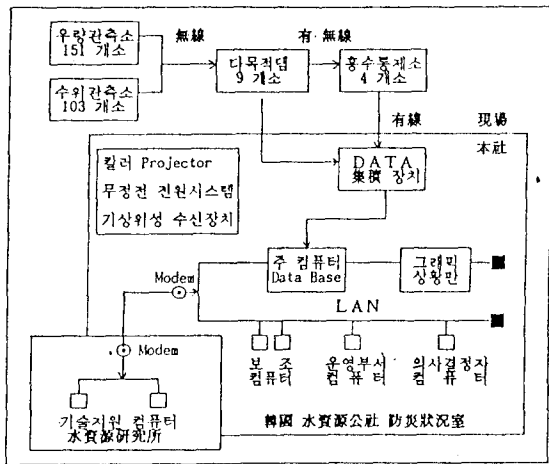 우량관측소
151 개소
수위관측소
103 개소
無線
다목적댐
9 개소
有·無線
홍수통제소
4 개소
有線
現場
本社
킬러 Projector
무정전 전원시스템
기상위성 수신장치
DATA
集積 장치
주 컴퓨터
Data Base
그래픽
상황판
Modem
LAN
Modem
보 조
컴퓨터
운영부서
컴 퓨 터
의사결정자
컴 퓨 터
기술지원 컴퓨터
水資源研究所
韓國 水資源公社 防災狀況室